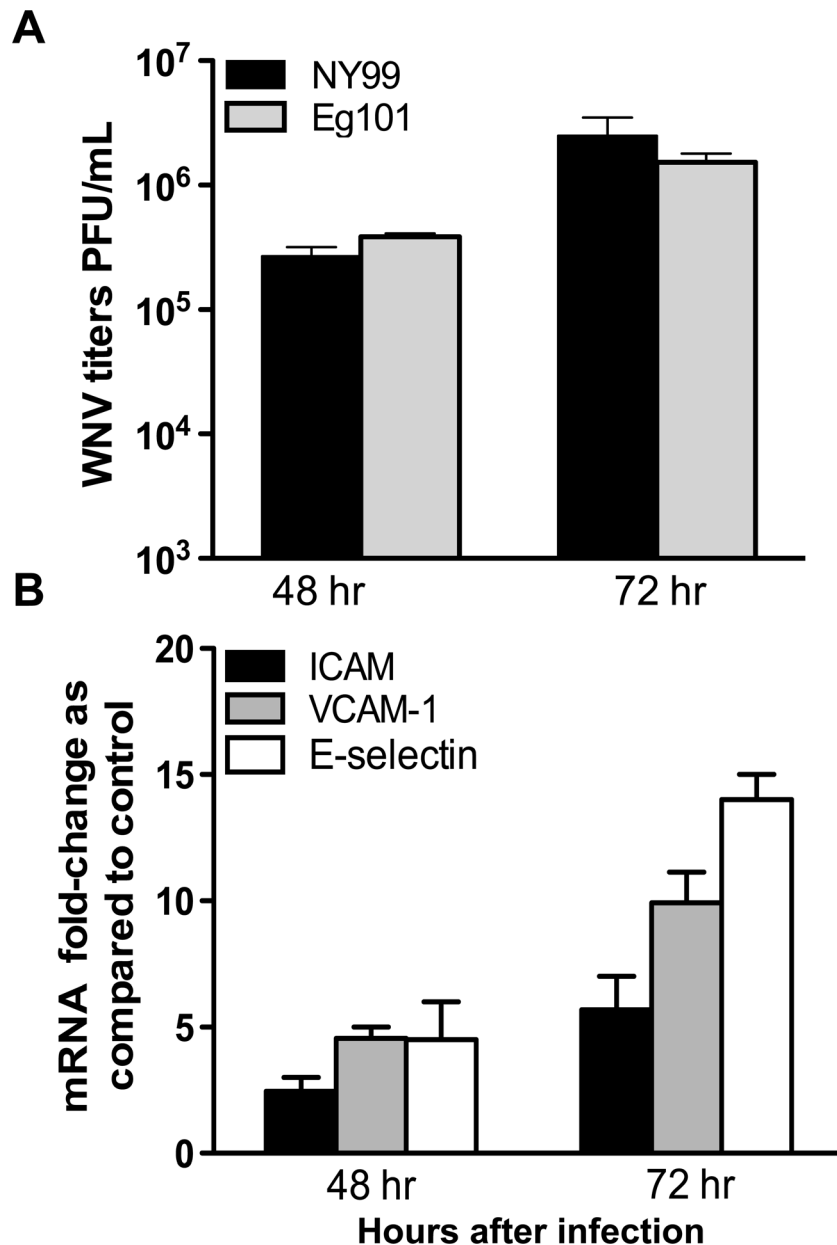 A
WNV titers PFU/mL
10⁷
10⁶
10⁵
10⁴
10³
NY99
Eg101
48 hr
72 hr
B
mRNA fold-change as
compared to control
20
15
10
5
0
ICAM
VCAM-1
E-selectin
48 hr
72 hr
Hours after infection